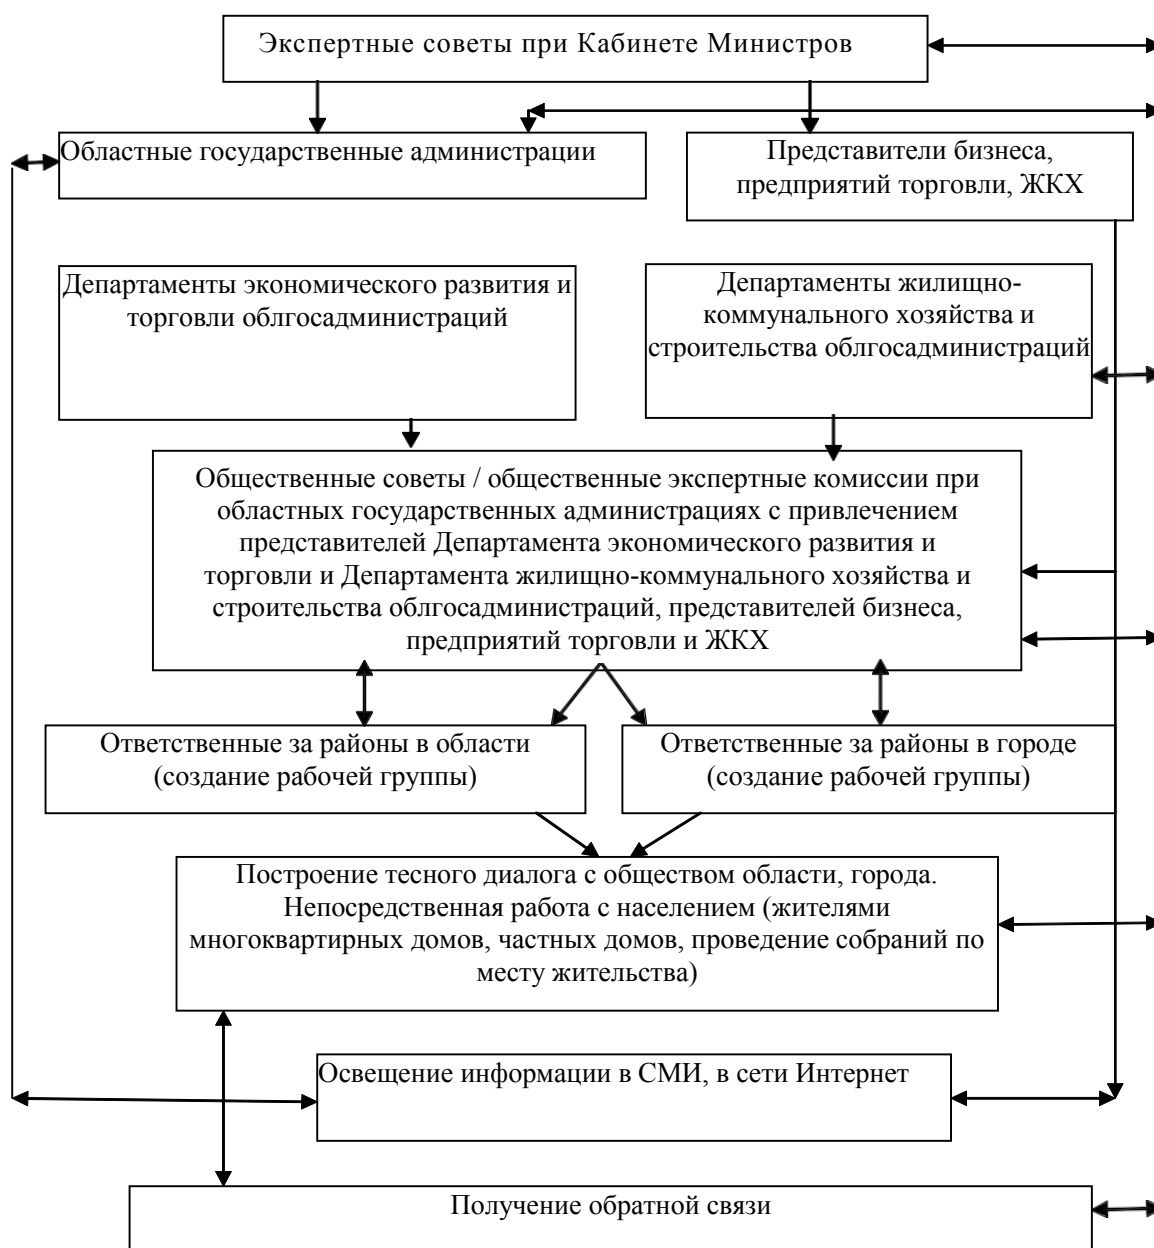 Экспертные советы при Кабинете Министров
Областные государственные администрации
Представители бизнеса,
предприятий торговли, ЖКХ
Департаменты экономического развития и
торговли облгосадминистраций
Департаменты жилищно-
коммунального хозяйства и
строительства облгосадминистраций
Общественные советы / общественные экспертные комиссии при
областных государственных администрациях с привлечением
представителей Департамента экономического развития и
торговли и Департамента жилищно-коммунального хозяйства и
строительства облгосадминистраций, представителей бизнеса,
предприятий торговли и ЖКХ
Ответственные за районы в области
(создание рабочей группы)
Ответственные за районы в городе
(создание рабочей группы)
Построение тесного диалога с обществом области, города.
Непосредственная работа с населением (жителями
многоквартирных домов, частных домов, проведение собраний по
месту жительства)
Освещение информации в СМИ, в сети Интернет
Получение обратной связи